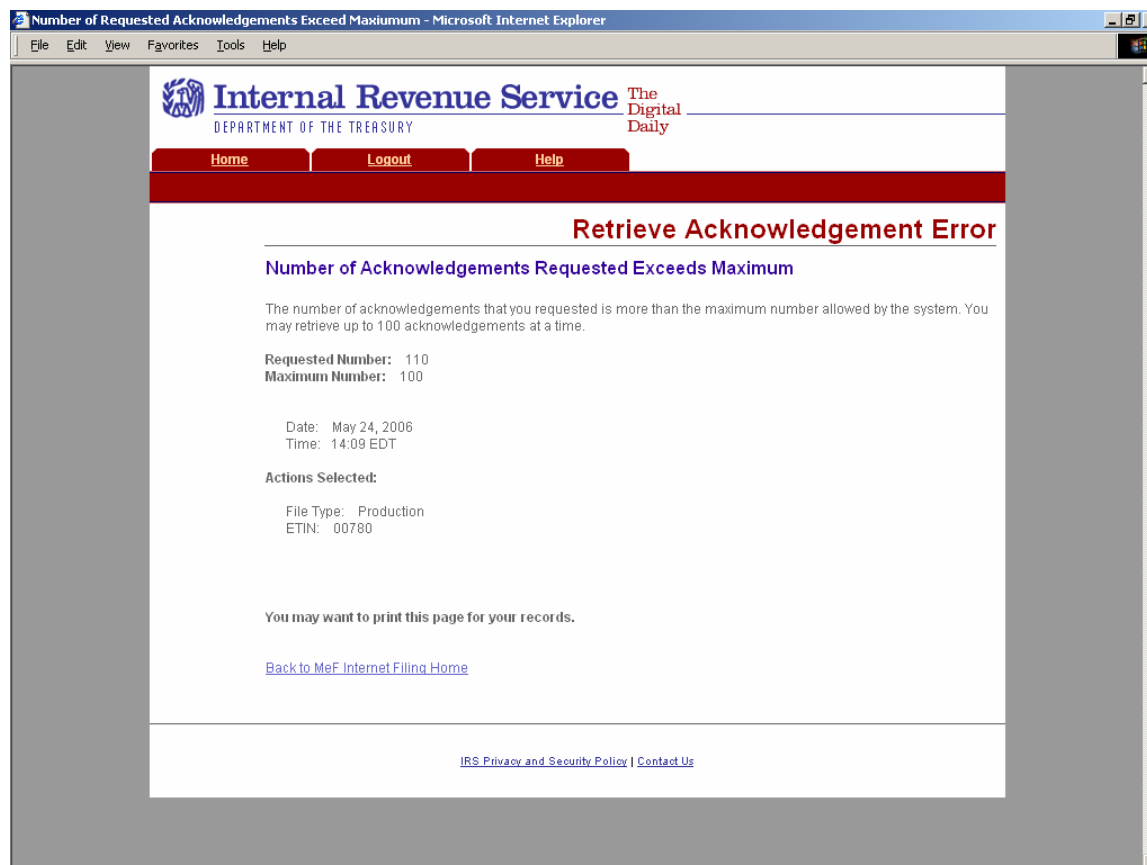 Number of Requested Acknowledgements Exceed Maxiumum - Microsoft Internet Explorer
File Edit View Favorites Tools Help
Internal Revenue Service
DEPARTMENT OF THE TREASURY
The
Digital
Daily
Home Logout Help
Retrieve Acknowledgement Error
Number of Acknowledgements Requested Exceeds Maximum
The number of acknowledgements that you requested is more than the maximum number allowed by the system. You
may retrieve up to 100 acknowledgements at a time.
Requested Number: 110
Maximum Number: 100
Date: May 24, 2006
Time: 14:09 EDT
Actions Selected:
File Type: Production
ETIN: 00780
You may want to print this page for your records.
Back to MeF Internet Filing Home
IRS Privacy and Security Policy | Contact Us